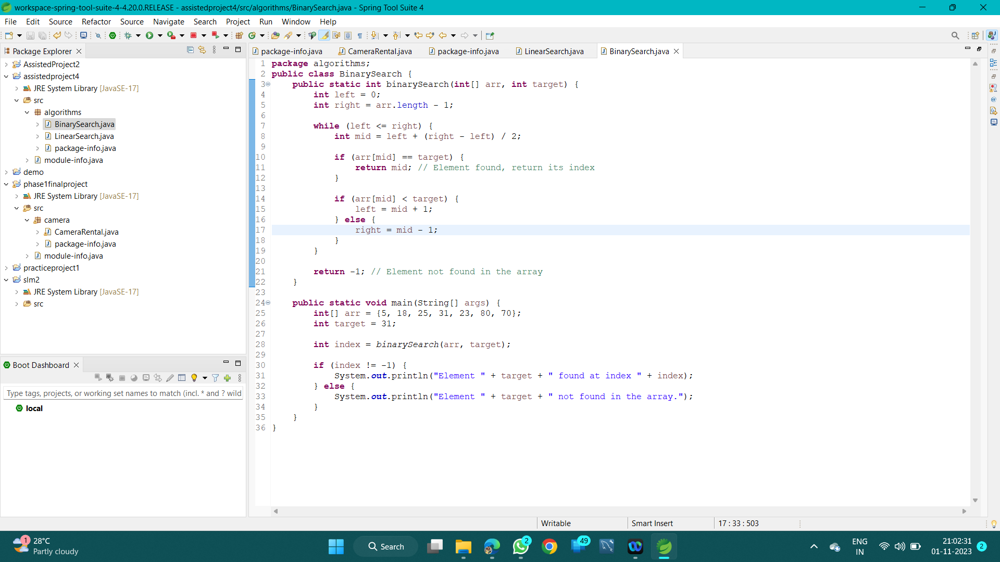 workspace-spring-tool-suite-4-4.20.0.RELEASE - assistedproject4/src/algorithms/BinarySearch.java - Spring Tool Suite 4
File Edit Source Refactor Source Navigate Search Project Run Window Help
Package Explorer
AssistedProject2
assistedproject4
JRE System Library [JavaSE-17]
src
algorithms
BinarySearch.java
LinearSearch.java
package-info.java
module-info.java
demo
phase1finalproject
JRE System Library [JavaSE-17]
src
camera
CameraRental.java
package-info.java
module-info.java
practiceproject1
slm2
JRE System Library [JavaSE-17]
src
Boot Dashboard
Type tags, projects, or working set names to match (incl. * and ? wild
local
package-info.java CameraRental.java package-info.java LinearSearch.java BinarySearch.java
1 package algorithms;
2 public class BinarySearch {
3 public static int binarySearch(int[] arr, int target) {
4 int left = 0;
5 int right = arr.length - 1;
6
7 while (left <= right) {
8 int mid = left + (right - left) / 2;
9
10 if (arr[mid] == target) {
11 return mid; // Element found, return its index
12 }
13
14 if (arr[mid] < target) {
15 left = mid + 1;
16 } else {
17 right = mid - 1;
18 }
19 }
20
21 return -1; // Element not found in the array
22 }
23
24 public static void main(String[] args) {
25 int[] arr = {5, 18, 25, 31, 23, 80, 70};
26 int target = 31;
27
28 int index = binarySearch(arr, target);
29
30 if (index != -1) {
31 System.out.println("Element " + target + " found at index " + index);
32 } else {
33 System.out.println("Element " + target + " not found in the array.");
34 }
35 }
36 }
Writable Smart Insert 17 : 33 : 503
1 28°C
Partly cloudy
Search
2
49
ENG
IN
21:02:31
01-11-2023
2